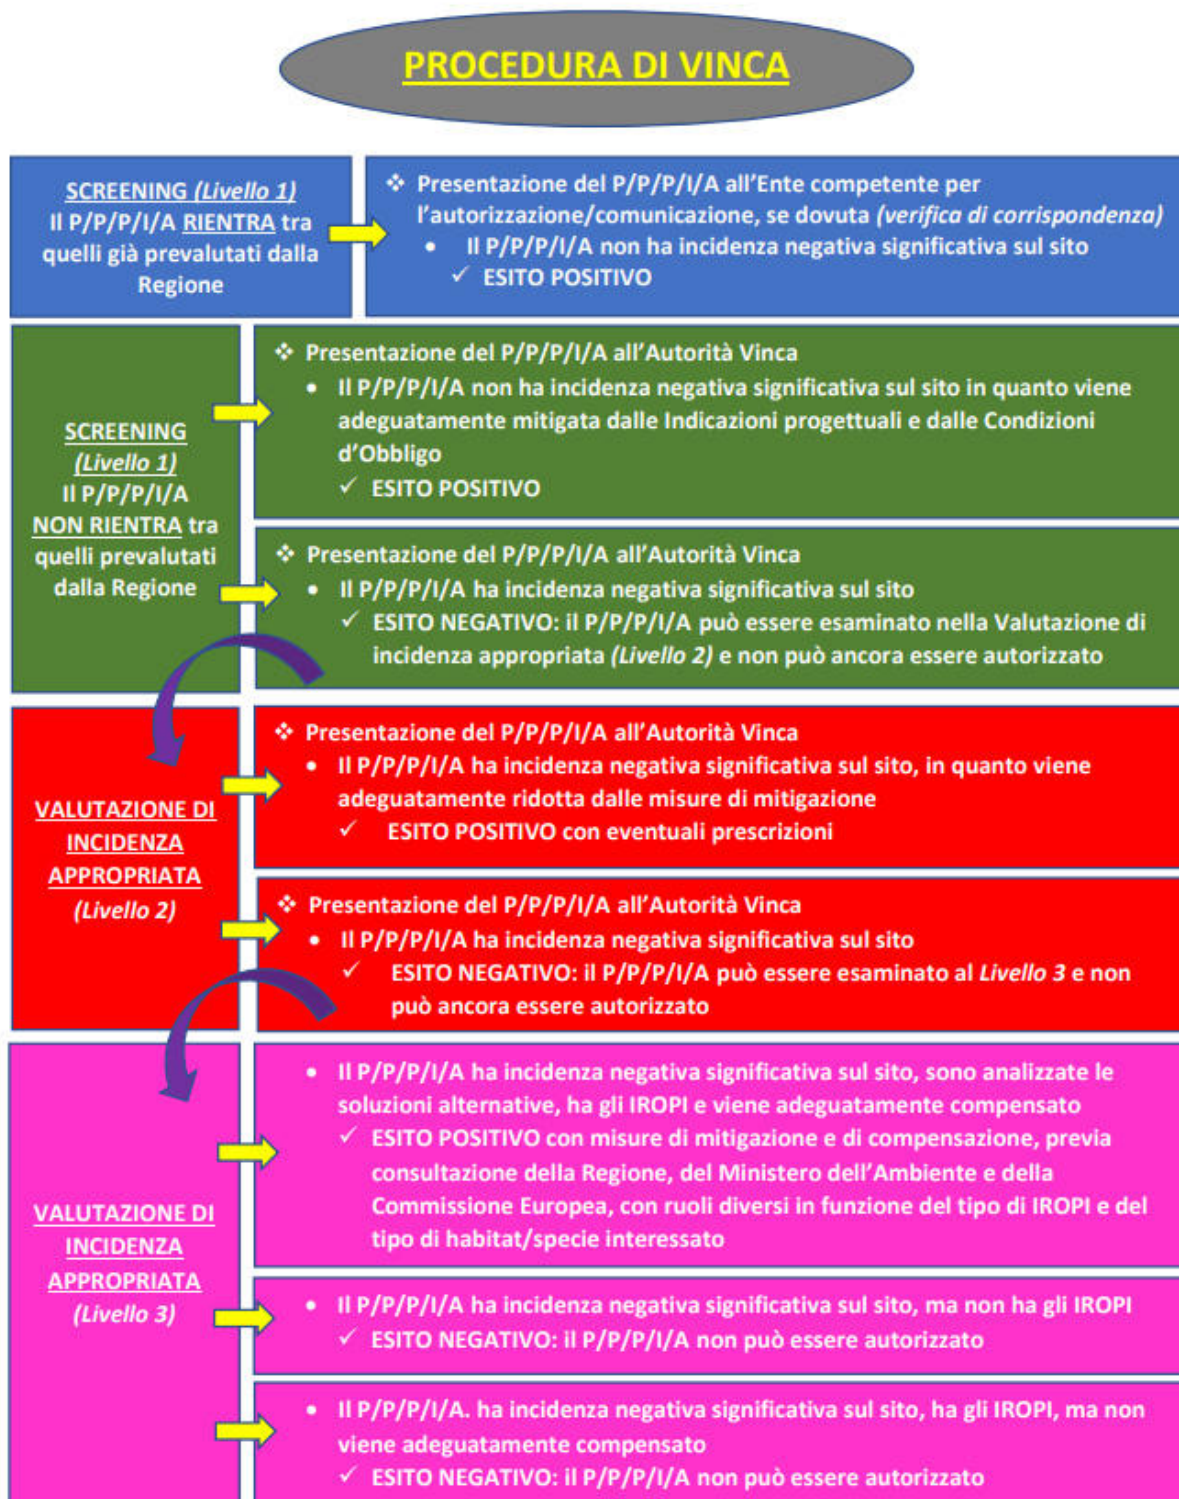 PROCEDURA DI VINCA
SCREENING (Livello 1)
Il P/P/P/I/A RIENTRA tra
quelli già prevalutati dalla
Regione
❖ Presentazione del P/P/P/I/A all'Ente competente per
l'autorizzazione/comunicazione, se dovuta (verifica di corrispondenza)
• Il P/P/P/I/A non ha incidenza negativa significativa sul sito
✓ ESITO POSITIVO
SCREENING
(Livello 1)
Il P/P/P/I/A
NON RIENTRA tra
quelli prevalutati
dalla Regione
❖ Presentazione del P/P/P/I/A all'Autorità Vinca
• Il P/P/P/I/A non ha incidenza negativa significativa sul sito in quanto viene
adeguatamente mitigata dalle Indicazioni progettuali e dalle Condizioni
d'Obbligo
✓ ESITO POSITIVO
❖ Presentazione del P/P/P/I/A all'Autorità Vinca
• Il P/P/P/I/A ha incidenza negativa significativa sul sito
✓ ESITO NEGATIVO: il P/P/P/I/A può essere esaminato nella Valutazione di
incidenza appropriata (Livello 2) e non può ancora essere autorizzato
VALUTAZIONE DI
INCIDENZA
APPROPRIATA
(Livello 2)
❖ Presentazione del P/P/P/I/A all'Autorità Vinca
• Il P/P/P/I/A ha incidenza negativa significativa sul sito, in quanto viene
adeguatamente ridotta dalle misure di mitigazione
✓ ESITO POSITIVO con eventuali prescrizioni
❖ Presentazione del P/P/P/I/A all'Autorità Vinca
• Il P/P/P/I/A ha incidenza negativa significativa sul sito
✓ ESITO NEGATIVO: il P/P/P/I/A può essere esaminato al Livello 3 e non
può ancora essere autorizzato
VALUTAZIONE DI
INCIDENZA
APPROPRIATA
(Livello 3)
• Il P/P/P/I/A ha incidenza negativa significativa sul sito, sono analizzate le
soluzioni alternative, ha gli IROPI e viene adeguatamente compensato
✓ ESITO POSITIVO con misure di mitigazione e di compensazione, previa
consultazione della Regione, del Ministero dell'Ambiente e della
Commissione Europea, con ruoli diversi in funzione del tipo di IROPI e del
tipo di habitat/specie interessato
• Il P/P/P/I/A ha incidenza negativa significativa sul sito, ma non ha gli IROPI
✓ ESITO NEGATIVO: il P/P/P/I/A non può essere autorizzato
• Il P/P/P/I/A. ha incidenza negativa significativa sul sito, ha gli IROPI, ma non
viene adeguatamente compensato
✓ ESITO NEGATIVO: il P/P/P/I/A non può essere autorizzato